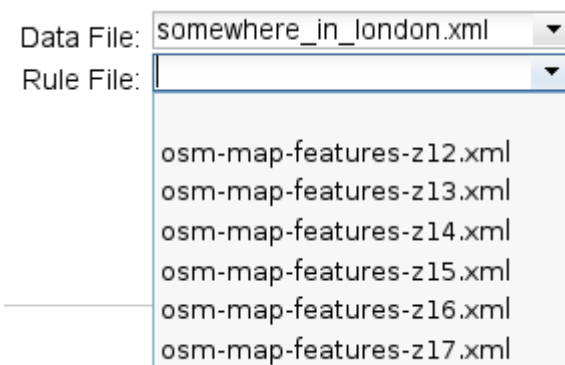 Data File: somewhere_in_london.xml
Rule File:
osm-map-features-z12.xml
osm-map-features-z13.xml
osm-map-features-z14.xml
osm-map-features-z15.xml
osm-map-features-z16.xml
osm-map-features-z17.xml